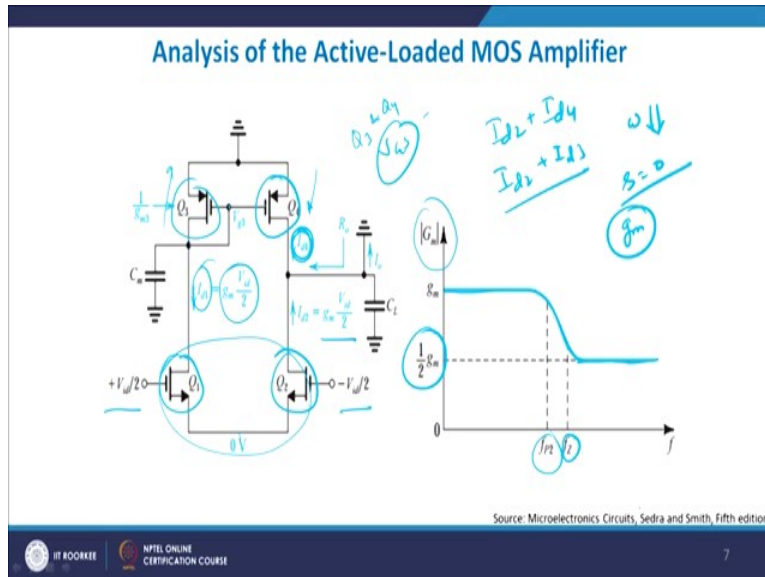 Analysis of the Active-Loaded MOS Amplifier
Q3 Q4
Id2 + Id4
Id2 + Id3
ω ↓↓
s = 0
gm
1/gm3
Q3
Vg3
Q4
Id4
Ro
Io
Cm
Id1 = gm Vid/2
Id2 = gm Vid/2
CL
+Vid/2
Q1
Q2
−Vid/2
0 V
|Gm|
gm
1/2 gm
0
fP2 fZ
f
Source: Microelectronics Circuits, Sedra and Smith, Fifth edition
IIT ROORKEE
NPTEL ONLINE
CERTIFICATION COURSE
7